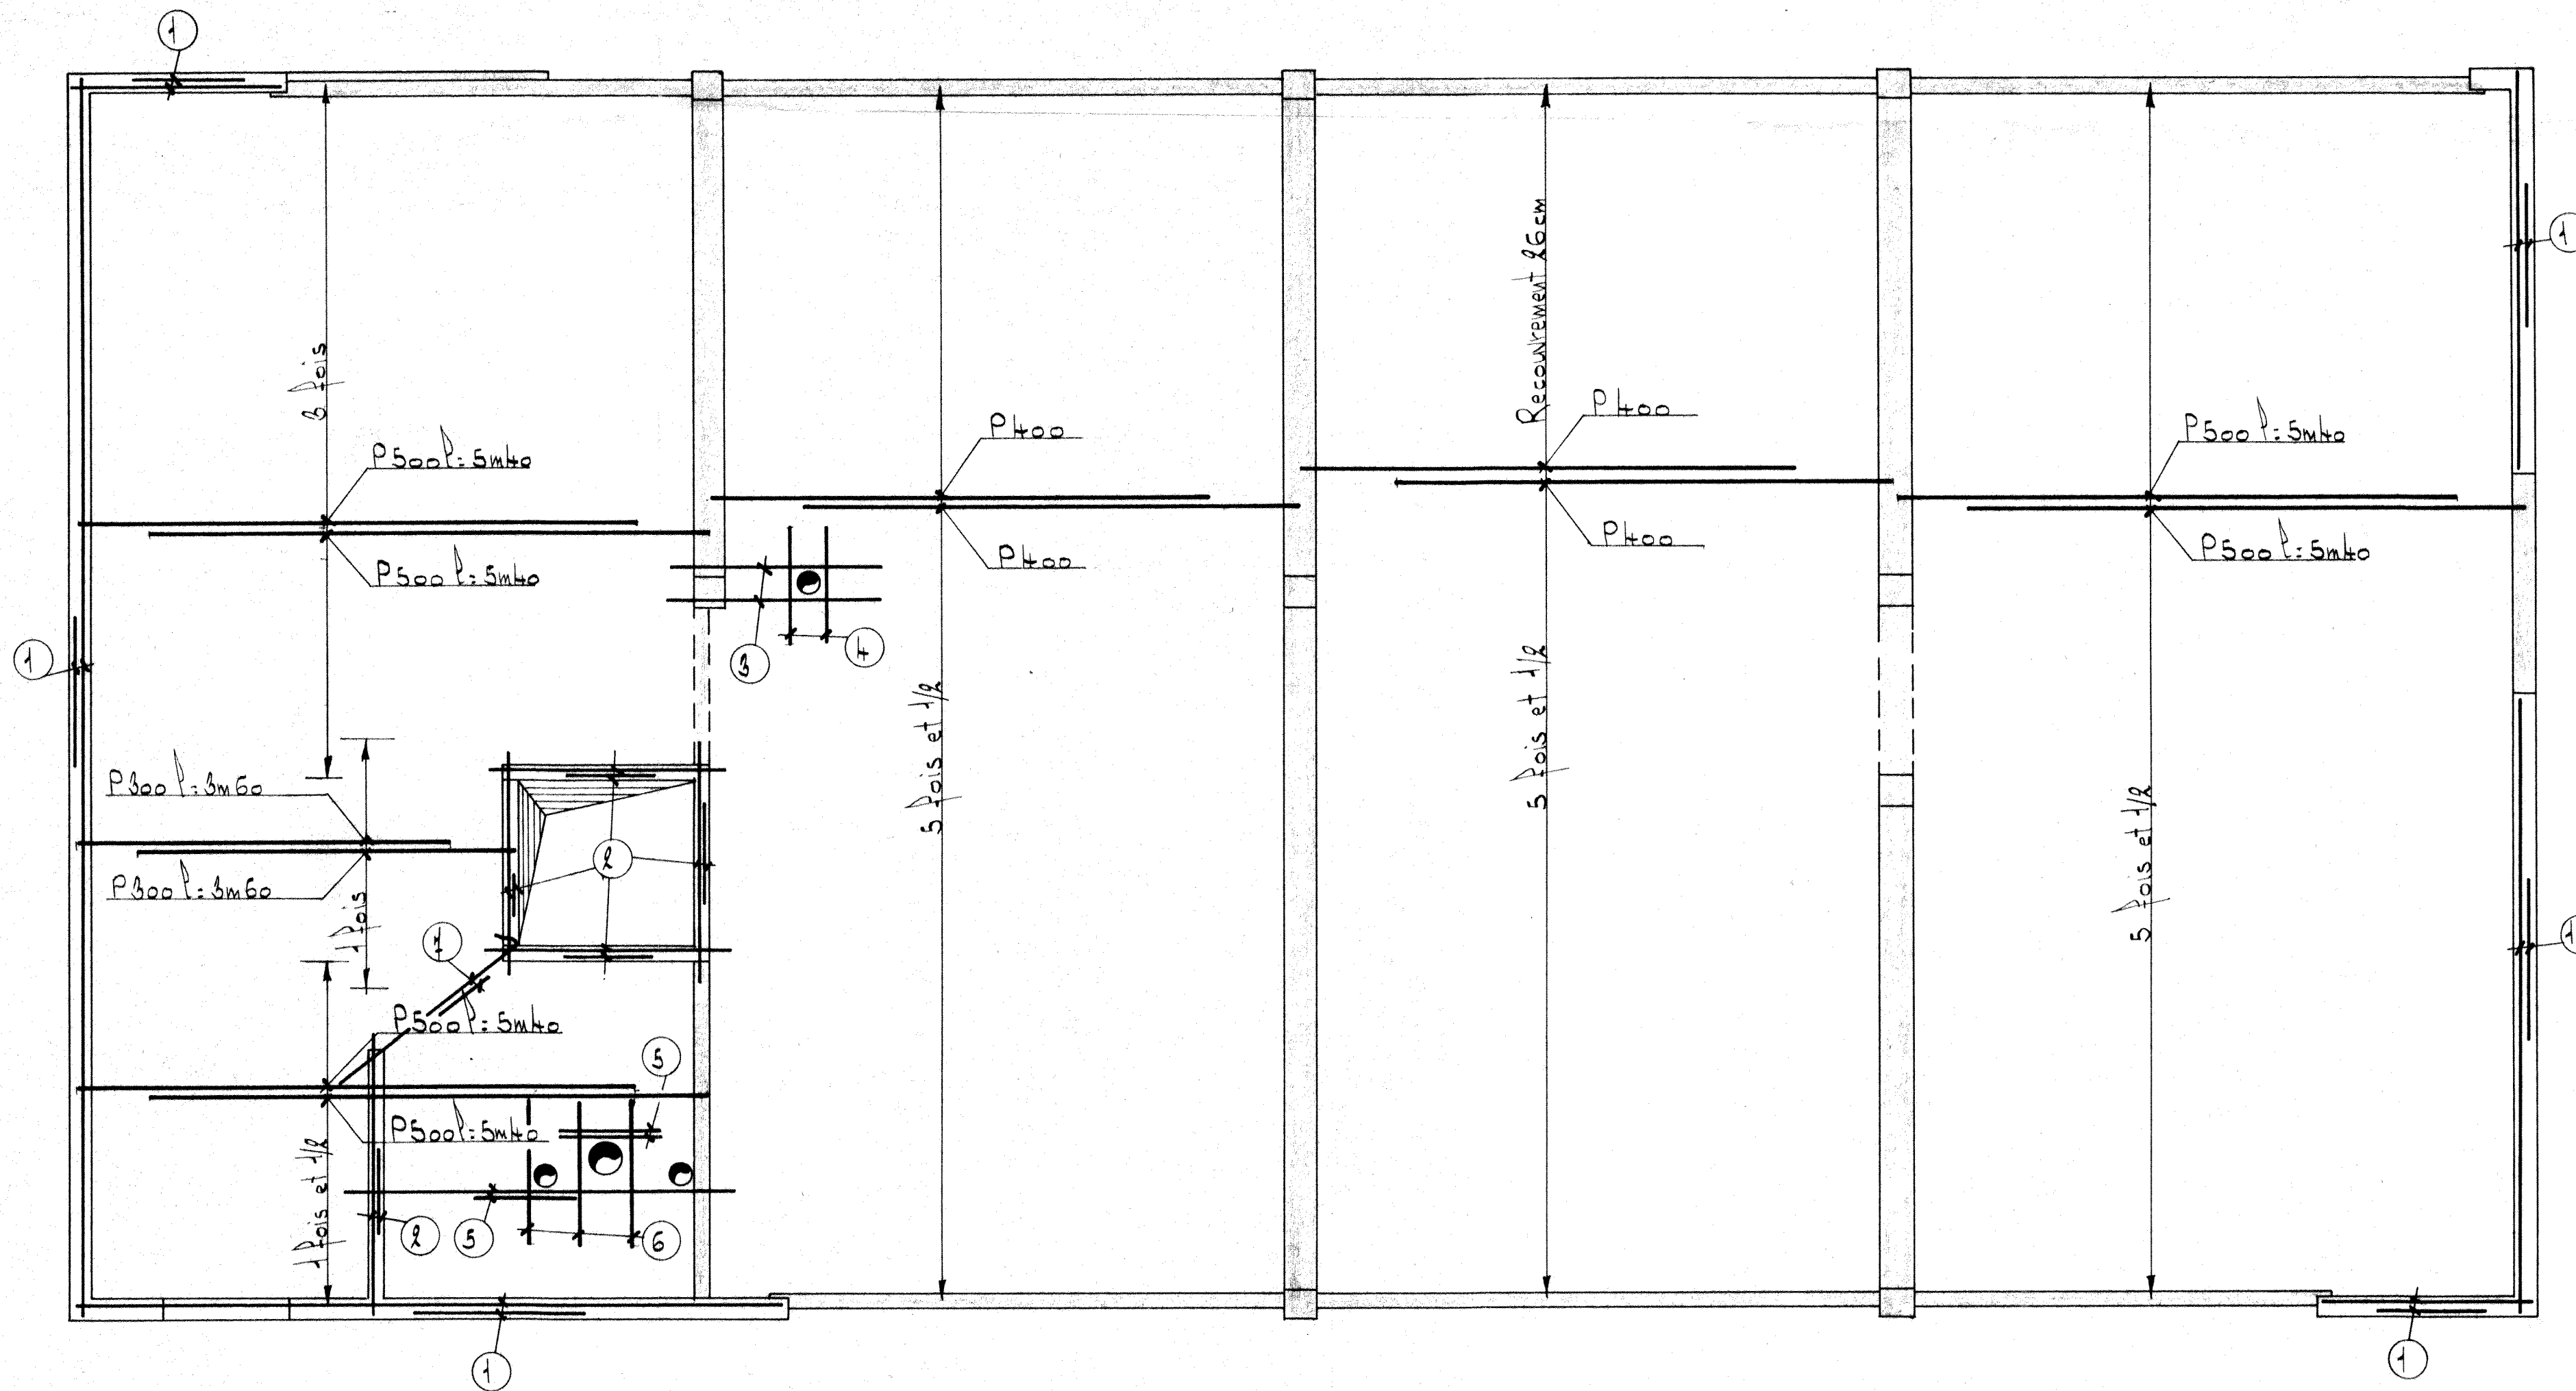 1
1
3 fois
P500 l=5m40
P500 l=5m40
P400
P400
Recouvrement 26cm
P400
P400
P500 l=5m40
P500 l=5m40
3
4
1
5 fois et 1/2
5 fois et 1/2
5 fois et 1/2
P300 l=3m60
P300 l=3m60
1 fois
2
7
1
P500 l=5m40
5
P500 l=5m40
1 fois et 1/2
2
5
6
1
1